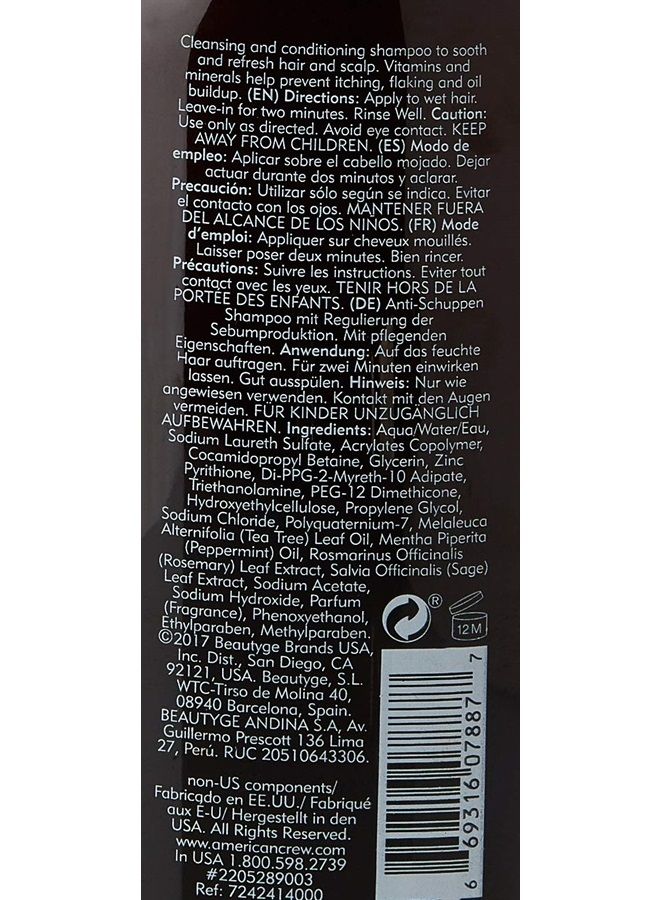 Cleansing and conditioning shampoo to sooth
and refresh hair and scalp. Vitamins and
minerals help prevent itching, flaking and oil
buildup. (EN) Directions: Apply to wet hair.
Leave-in for two minutes. Rinse Well. Caution:
Use only as directed. Avoid eye contact. KEEP
AWAY FROM CHILDREN. (ES) Modo de
empleo: Aplicar sobre el cabello mojado. Dejar
actuar durante dos minutos y aclarar.
Precaución: Utilizar sólo según se indica. Evitar
el contacto con los ojos. MANTENER FUERA
DEL ALCANCE DE LOS NIÑOS. (FR) Mode
d'emploi: Appliquer sur cheveux mouillés.
Laisser poser deux minutes. Bien rincer.
Précautions: Suivre les instructions. Eviter tout
contact avec les yeux. TENIR HORS DE LA
PORTÉE DES ENFANTS. (DE) Anti-Schuppen
Shampoo mit Regulierung der
Sebumproduktion. Mit pflegenden
Eigenschaften. Anwendung: Auf das feuchte
Haar auftragen. Für zwei Minuten einwirken
lassen. Gut ausspülen. Hinweis: Nur wie
angewiesen verwenden. Kontakt mit den Augen
vermeiden. FÜR KINDER UNZUGÄNGLICH
AUFBEWAHREN. Ingredients: Aqua/Water/Eau,
Sodium Laureth Sulfate, Acrylates Copolymer,
Cocamidopropyl Betaine, Glycerin, Zinc
Pyrithione, Di-PPG-2-Myreth-10 Adipate,
Triethanolamine, PEG-12 Dimethicone,
Hydroxyethylcellulose, Propylene Glycol,
Sodium Chloride, Polyquaternium-7, Melaleuca
Alternifolia (Tea Tree) Leaf Oil, Mentha Piperita
(Peppermint) Oil, Rosmarinus Officinalis
(Rosemary) Leaf Extract, Salvia Officinalis (Sage)
Leaf Extract, Sodium Acetate,
Sodium Hydroxide, Parfum
(Fragrance), Phenoxyethanol,
Ethylparaben, Methylparaben.
©2017 Beautyge Brands USA,
Inc. Dist., San Diego, CA
92121, USA. Beautyge, S.L.
WTC-Tirso de Molina 40,
08940 Barcelona, Spain.
BEAUTYGE ANDINA S.A, Av.
Guillermo Prescott 136 Lima
27, Perú. RUC 20510643306.
non-US components/
Fabricado en EE.UU./ Fabriqué
aux É-U/ Hergestellt in den
USA. All Rights Reserved.
www.americancrew.com
In USA 1.800.598.2739
#2205289003
Ref: 7242414000
®
12 M
6 69316 07887 7